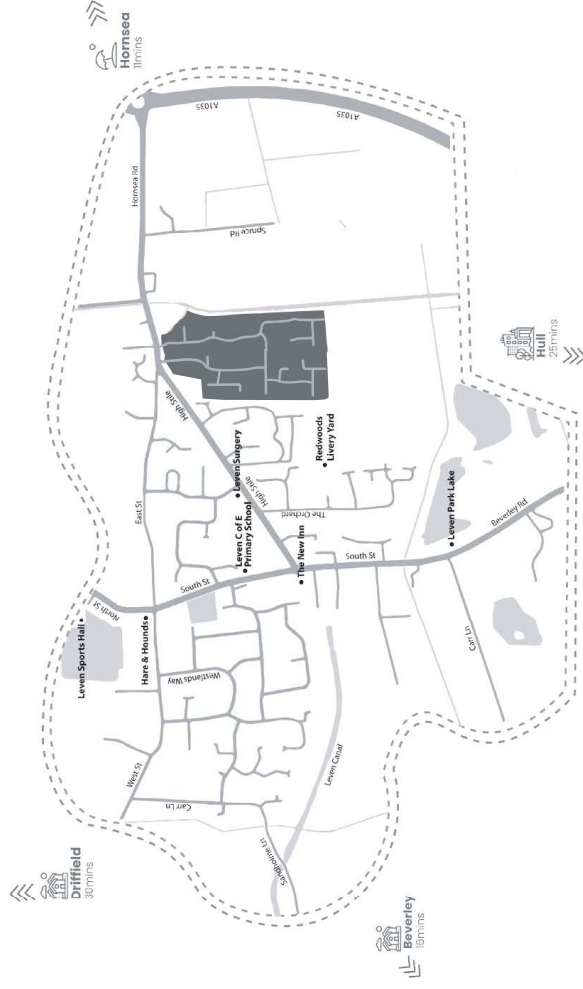 Hornsea
11mins
A1035
A1035
Hornsea Rd
Spruce Rd
Hull
25mins
High Stile
Leven Surgery
High Stile
Redwoods
Livery Yard
East St
Leven C of E
Primary School
The Orchard
The New Inn
South St
Leven Park Lake
Beverley Rd
South St
North St
Leven Sports Hall
Hare & Hounds
Westlands Way
Carr Ln
West St
Carr Ln
Leven Canal
Sandholme Ln
Driffield
30mins
Beverley
16mins